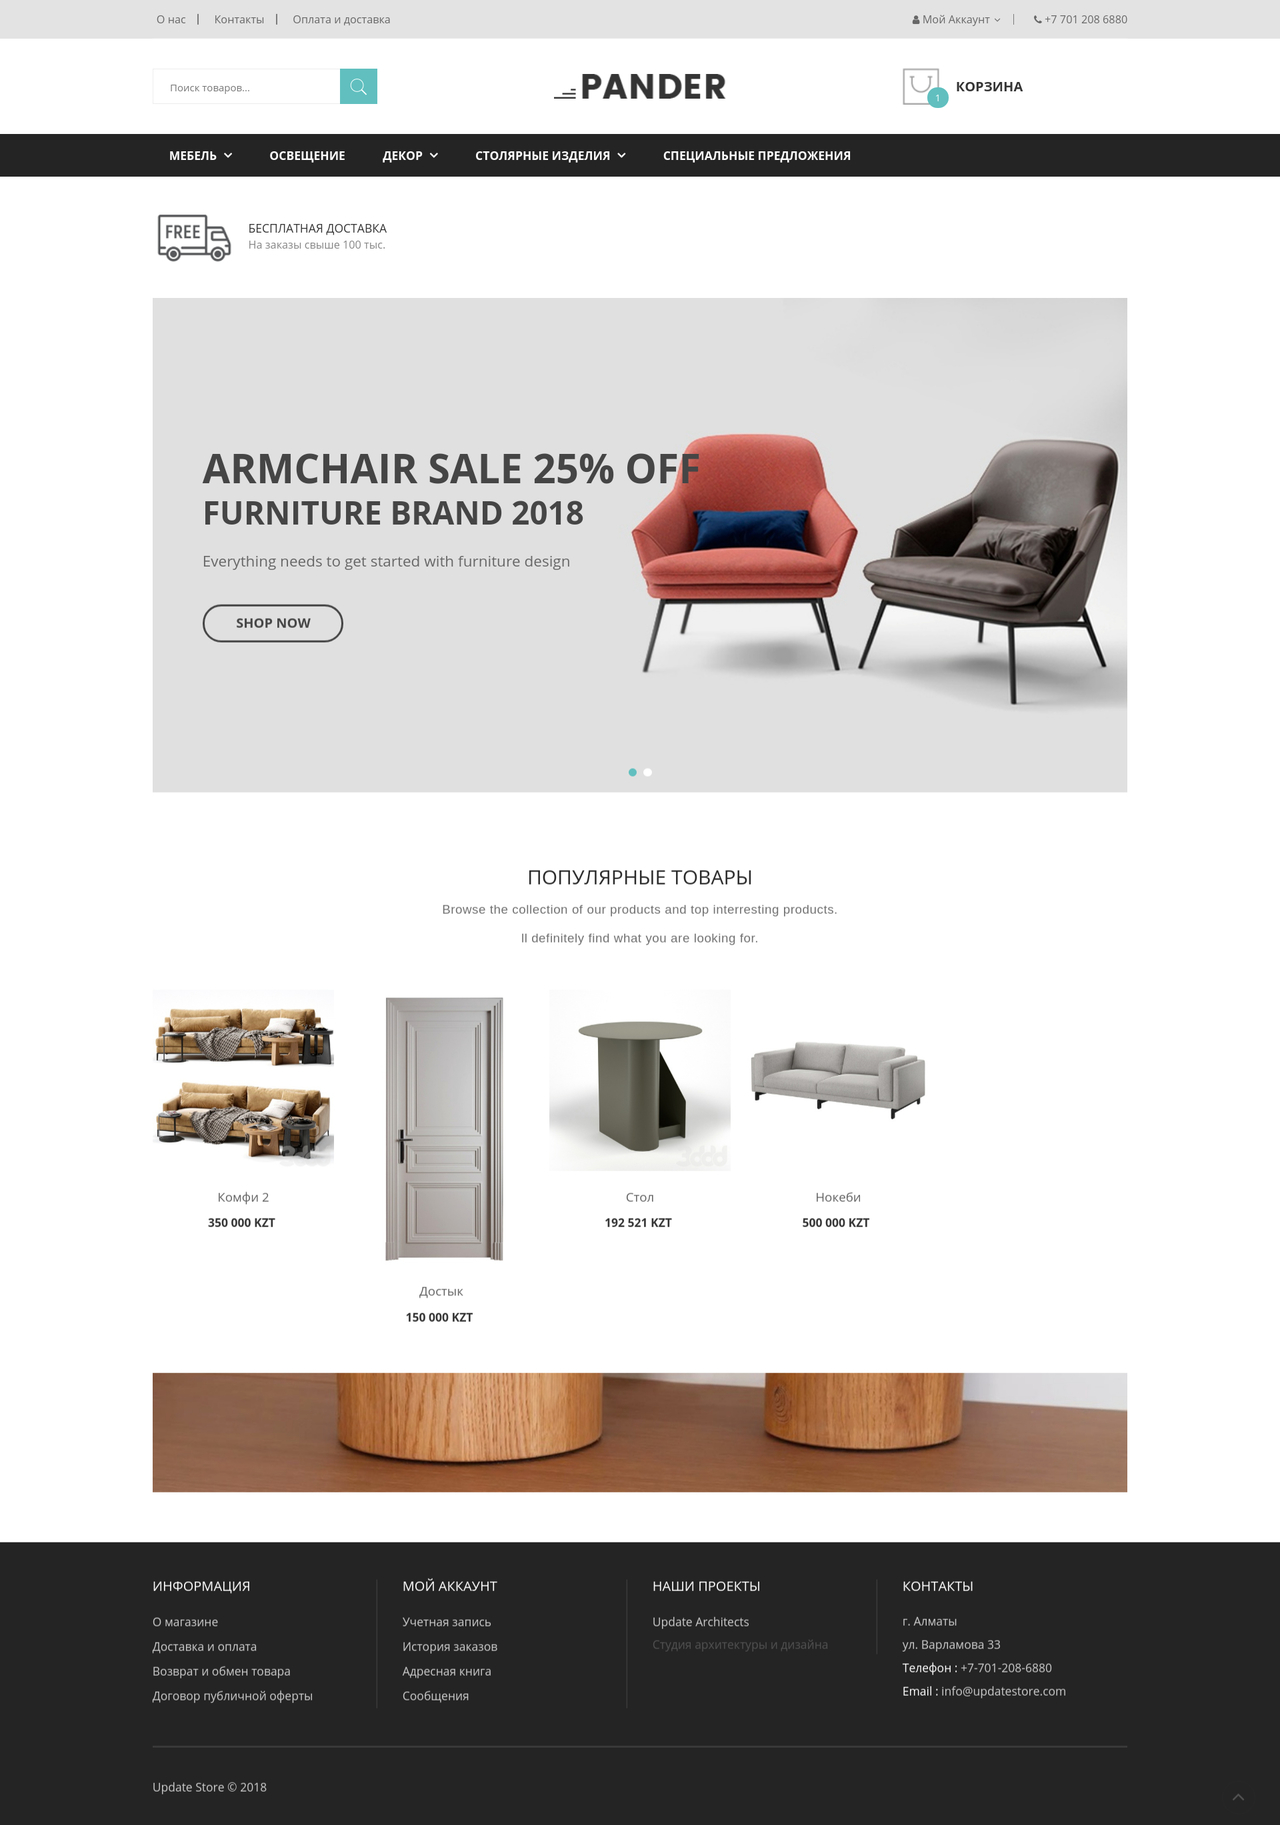 О нас | Контакты | Оплата и доставка
Мой Аккаунт | +7 701 208 6880
Поиск товаров...
PANDER
1
КОРЗИНА
МЕБЕЛЬ ОСВЕЩЕНИЕ ДЕКОР СТОЛЯРНЫЕ ИЗДЕЛИЯ СПЕЦИАЛЬНЫЕ ПРЕДЛОЖЕНИЯ
FREE
БЕСПЛАТНАЯ ДОСТАВКА
На заказы свыше 100 тыс.
ARMCHAIR SALE 25% OFF
FURNITURE BRAND 2018
Everything needs to get started with furniture design
SHOP NOW
ПОПУЛЯРНЫЕ ТОВАРЫ
Browse the collection of our products and top interresting products.
ll definitely find what you are looking for.
Комфи 2
350 000 KZT
Достык
150 000 KZT
Стол
192 521 KZT
Нокеби
500 000 KZT
ИНФОРМАЦИЯ
О магазине
Доставка и оплата
Возврат и обмен товара
Договор публичной оферты
МОЙ АККАУНТ
Учетная запись
История заказов
Адресная книга
Сообщения
НАШИ ПРОЕКТЫ
Update Architects
Студия архитектуры и дизайна
КОНТАКТЫ
г. Алматы
ул. Варламова 33
Телефон : +7-701-208-6880
Email : info@updatestore.com
Update Store © 2018